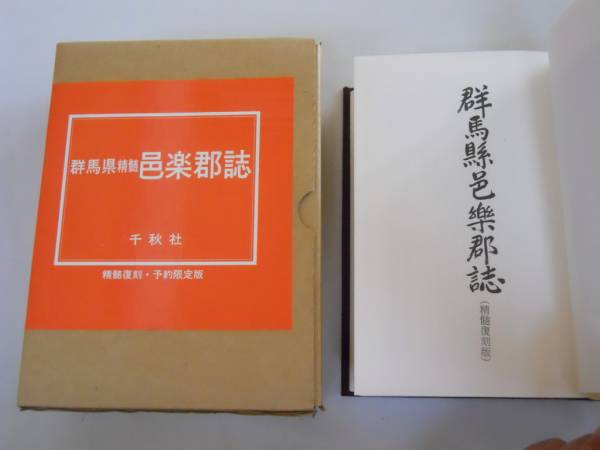 群馬県精髄邑楽郡誌
千秋社
精髄復刻・予約限定版
群馬縣邑樂郡誌
(精髄復刻版)